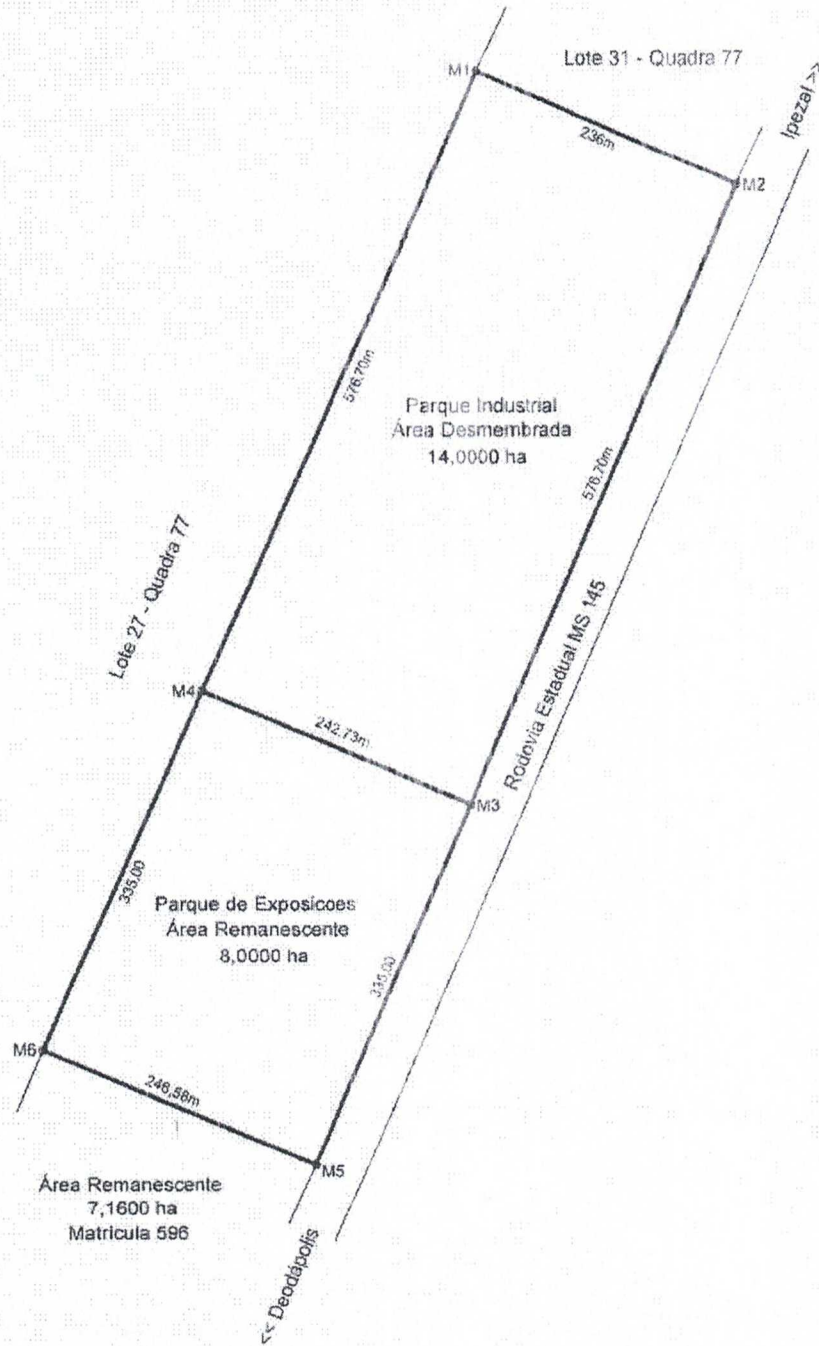 Lote 31 - Quadra 77
Ipezal >>
M1
236m
M2
576,70m
Parque Industrial
Área Desmembrada
14,0000 ha
576,70m
Lote 27 - Quadra 77
Rodovia Estadual MS 145
M4
242,73m
M3
335,00
Parque de Exposicoes
Área Remanescente
8,0000 ha
335,00
M6
246,58m
M5
Área Remanescente
7,1600 ha
Matricula 596
<< Deodápolis